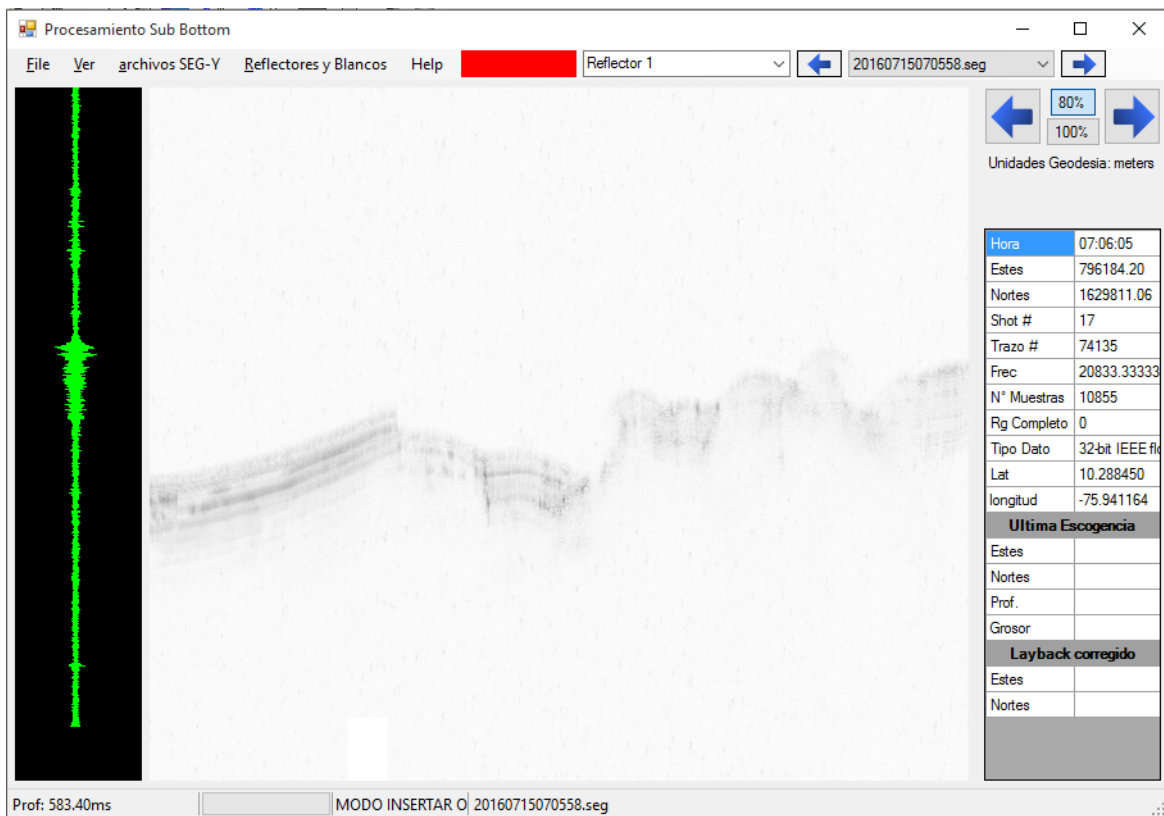 Procesamiento Sub Bottom
File Ver archivos SEG-Y Reflectores y Blancos Help Reflector 1 20160715070558.seg
80%
100%
Unidades Geodesia: meters
Hora 07:06:05
Estes 796184.20
Nortes 1629811.06
Shot # 17
Trazo # 74135
Frec 20833.33333
N° Muestras 10855
Rg Completo 0
Tipo Dato 32-bit IEEE flo
Lat 10.288450
longitud -75.941164
Ultima Escogencia
Estes
Nortes
Prof.
Grosor
Layback corregido
Estes
Nortes
Prof: 583.40ms MODO INSERTAR O 20160715070558.seg